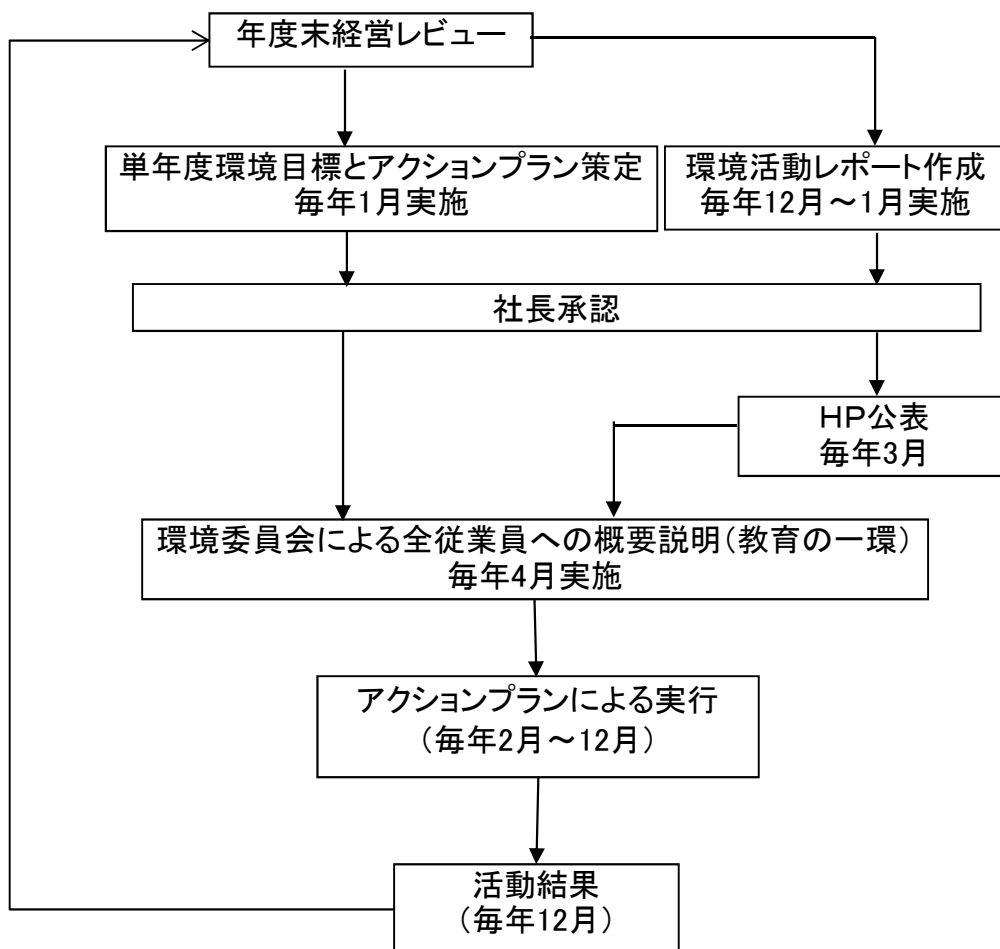 年度末経営レビュー
単年度環境目標とアクションプラン策定
毎年1月実施
環境活動レポート作成
毎年12月～1月実施
社長承認
HP公表
毎年3月
環境委員会による全従業員への概要説明(教育の一環)
毎年4月実施
アクションプランによる実行
(毎年2月～12月)
活動結果
(毎年12月)